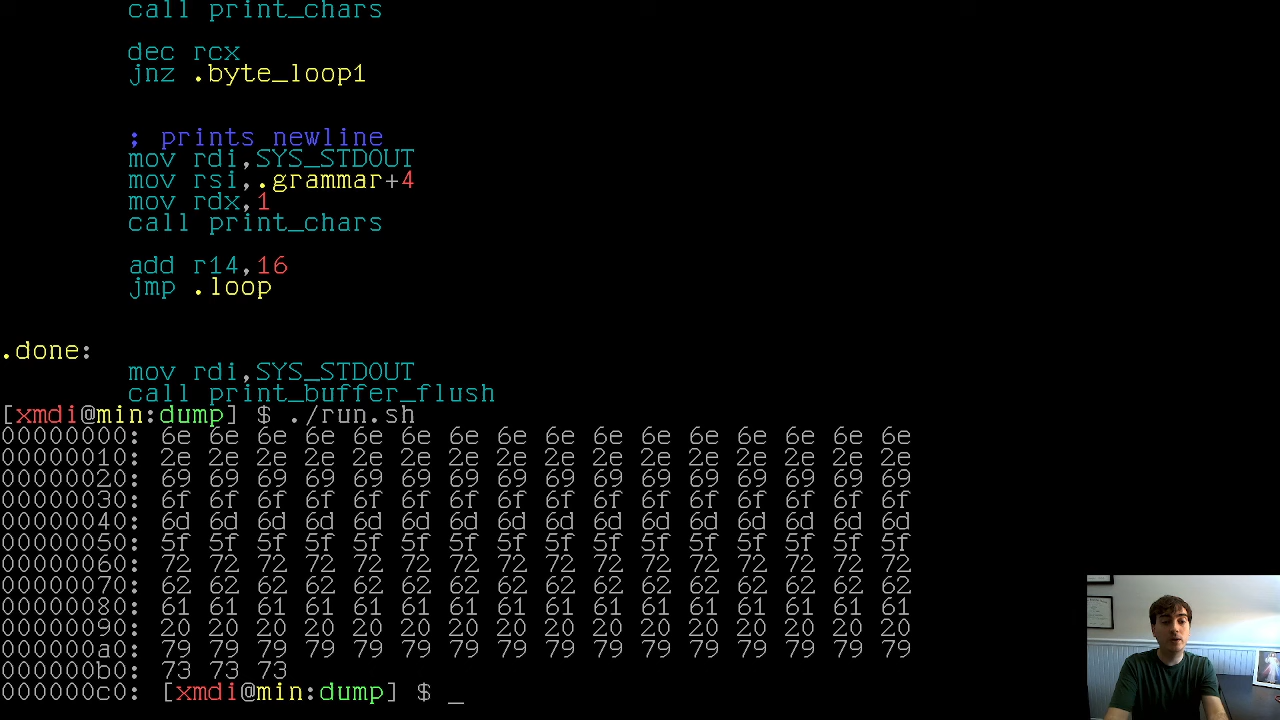 call print_chars
dec rcx
jnz .byte_loop1
; prints newline
mov rdi,SYS_STDOUT
mov rsi,.grammar+4
mov rdx,1
call print_chars
add r14,16
jmp .loop
.done:
mov rdi,SYS_STDOUT
call print_buffer_flush
[xmdi@min:dump] $ ./run.sh
00000000: 6e 6e 6e 6e 6e 6e 6e 6e 6e 6e 6e 6e 6e 6e 6e 6e
00000010: 2e 2e 2e 2e 2e 2e 2e 2e 2e 2e 2e 2e 2e 2e 2e 2e
00000020: 69 69 69 69 69 69 69 69 69 69 69 69 69 69 69 69
00000030: 6f 6f 6f 6f 6f 6f 6f 6f 6f 6f 6f 6f 6f 6f 6f 6f
00000040: 6d 6d 6d 6d 6d 6d 6d 6d 6d 6d 6d 6d 6d 6d 6d 6d
00000050: 5f 5f 5f 5f 5f 5f 5f 5f 5f 5f 5f 5f 5f 5f 5f 5f
00000060: 72 72 72 72 72 72 72 72 72 72 72 72 72 72 72 72
00000070: 62 62 62 62 62 62 62 62 62 62 62 62 62 62 62 62
00000080: 61 61 61 61 61 61 61 61 61 61 61 61 61 61 61 61
00000090: 20 20 20 20 20 20 20 20 20 20 20 20 20 20 20 20
000000a0: 79 79 79 79 79 79 79 79 79 79 79 79 79 79 79 79
000000b0: 73 73 73
000000c0: [xmdi@min:dump] $ _